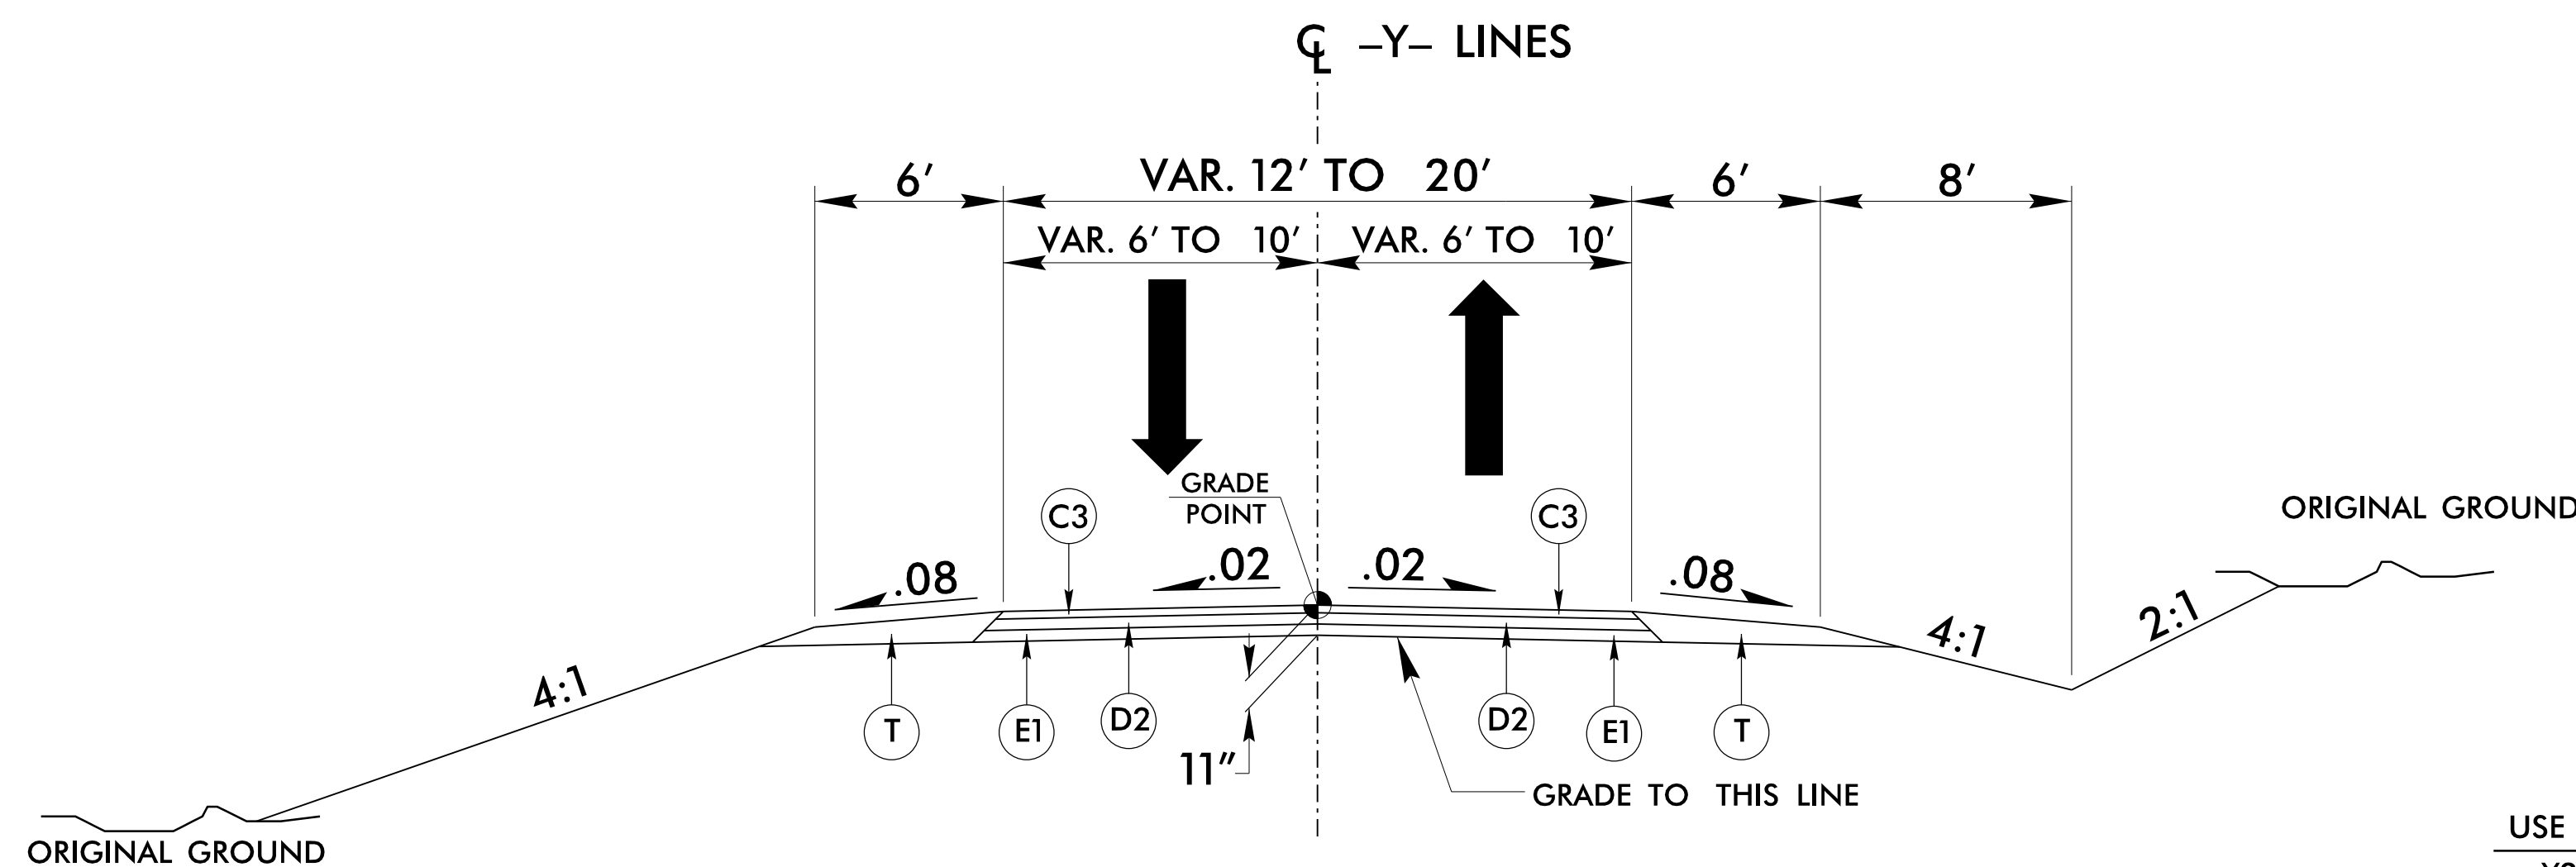 ℄ -Y- LINES
6' VAR. 12' TO 20' 6' 8'
VAR. 6' TO 10' VAR. 6' TO 10'
GRADE
POINT
C3 C3
ORIGINAL GROUND
.08 .02 .02 .08
4:1 4:1 2:1
T E1 D2 D2 E1 T
11"
GRADE TO THIS LINE
ORIGINAL GROUND
USE